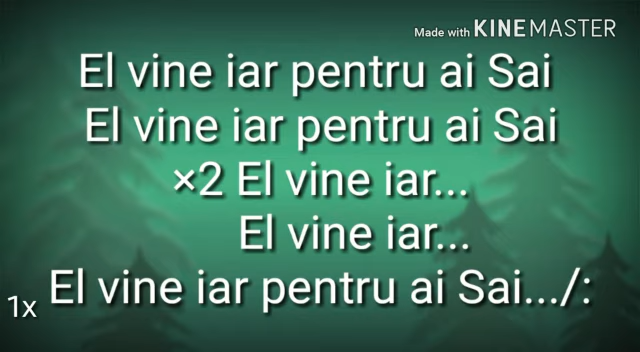 Made with KINEMASTER
El vine iar pentru ai Sai
El vine iar pentru ai Sai
×2 El vine iar...
El vine iar...
El vine iar pentru ai Sai.../:
1x